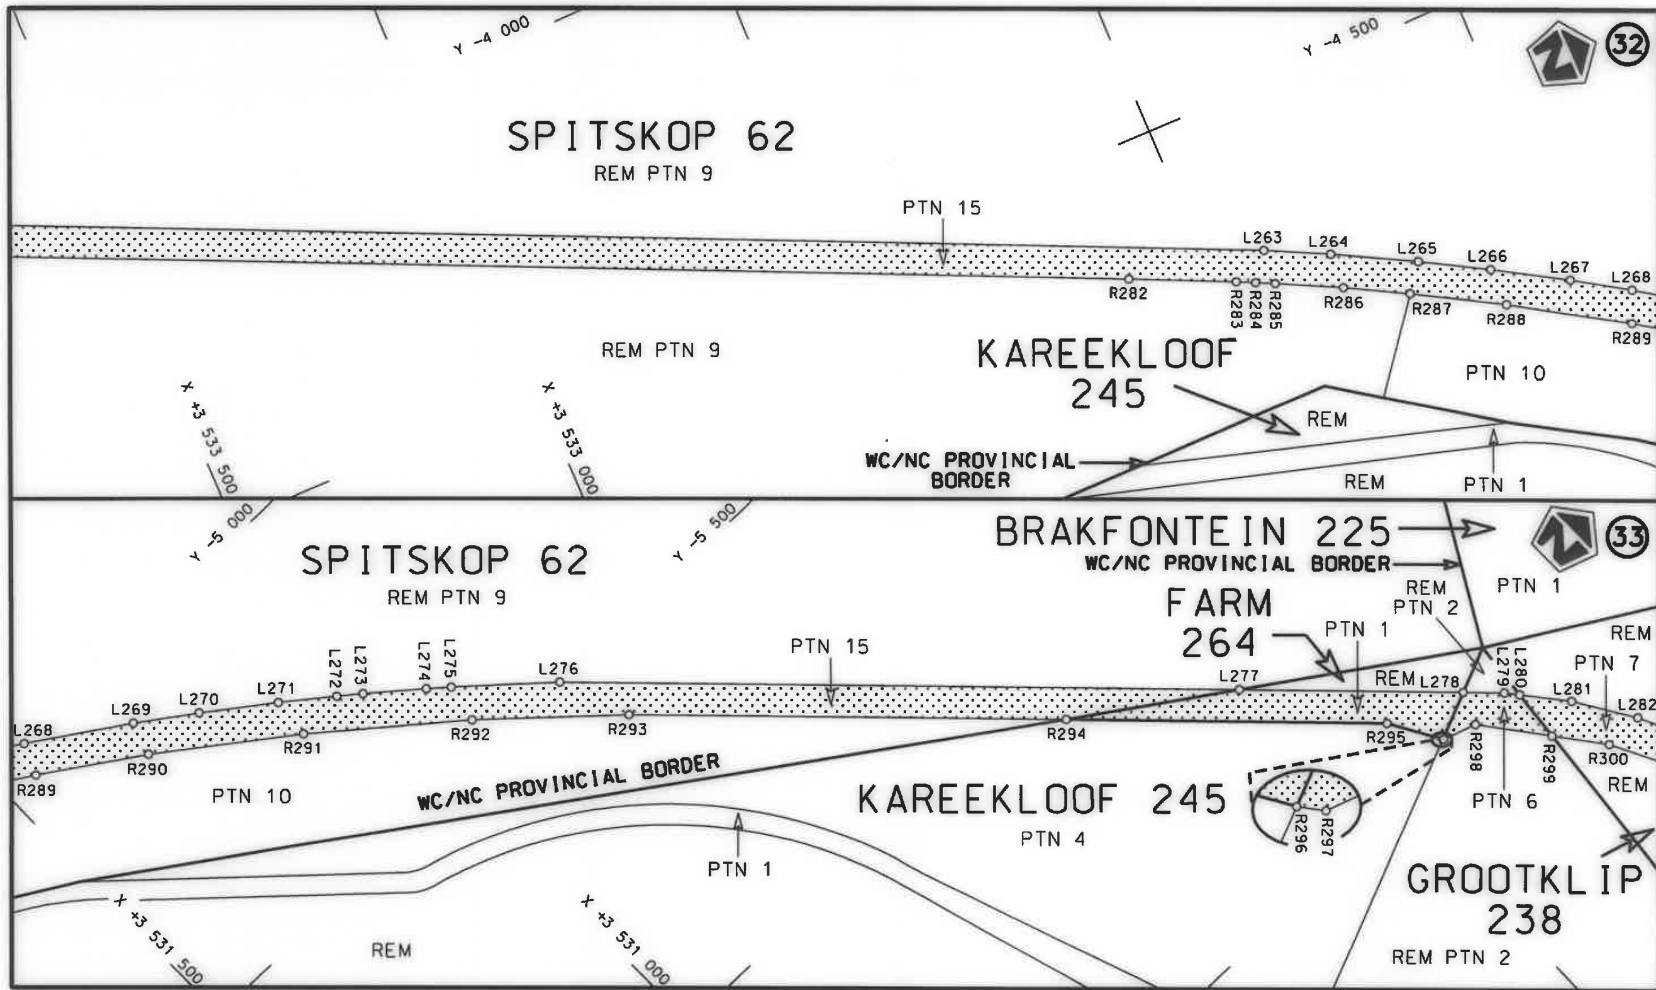 Y -4 000
Y -4 500
32
SPITSKOP 62
REM PTN 9
PTN 15
L263
L264
L265
L266
L267
L268
R282
R283
R284
R285
R286
R287
R288
R289
REM PTN 9
KAREEKLOOF
245
PTN 10
REM
WC/NC PROVINCIAL
BORDER
REM
PTN 1
X +3 533 500
X +3 533 000
Y -5 000
Y -5 500
33
SPITSKOP 62
REM PTN 9
BRAKFONTEIN 225
WC/NC PROVINCIAL BORDER
REM
PTN 2
PTN 1
FARM
264
PTN 1
REM
PTN 7
PTN 15
REM
L268
L269
L270
L271
L272
L273
L274
L275
L276
L277
L278
L279
L280
L281
L282
R289
R290
R291
R292
R293
R294
R295
R298
R299
R300
REM
PTN 10
WC/NC PROVINCIAL BORDER
KAREEKLOOF 245
PTN 4
R296
R297
PTN 6
PTN 1
GROOTKLIP
238
REM PTN 2
REM
X +3 531 500
X +3 531 000